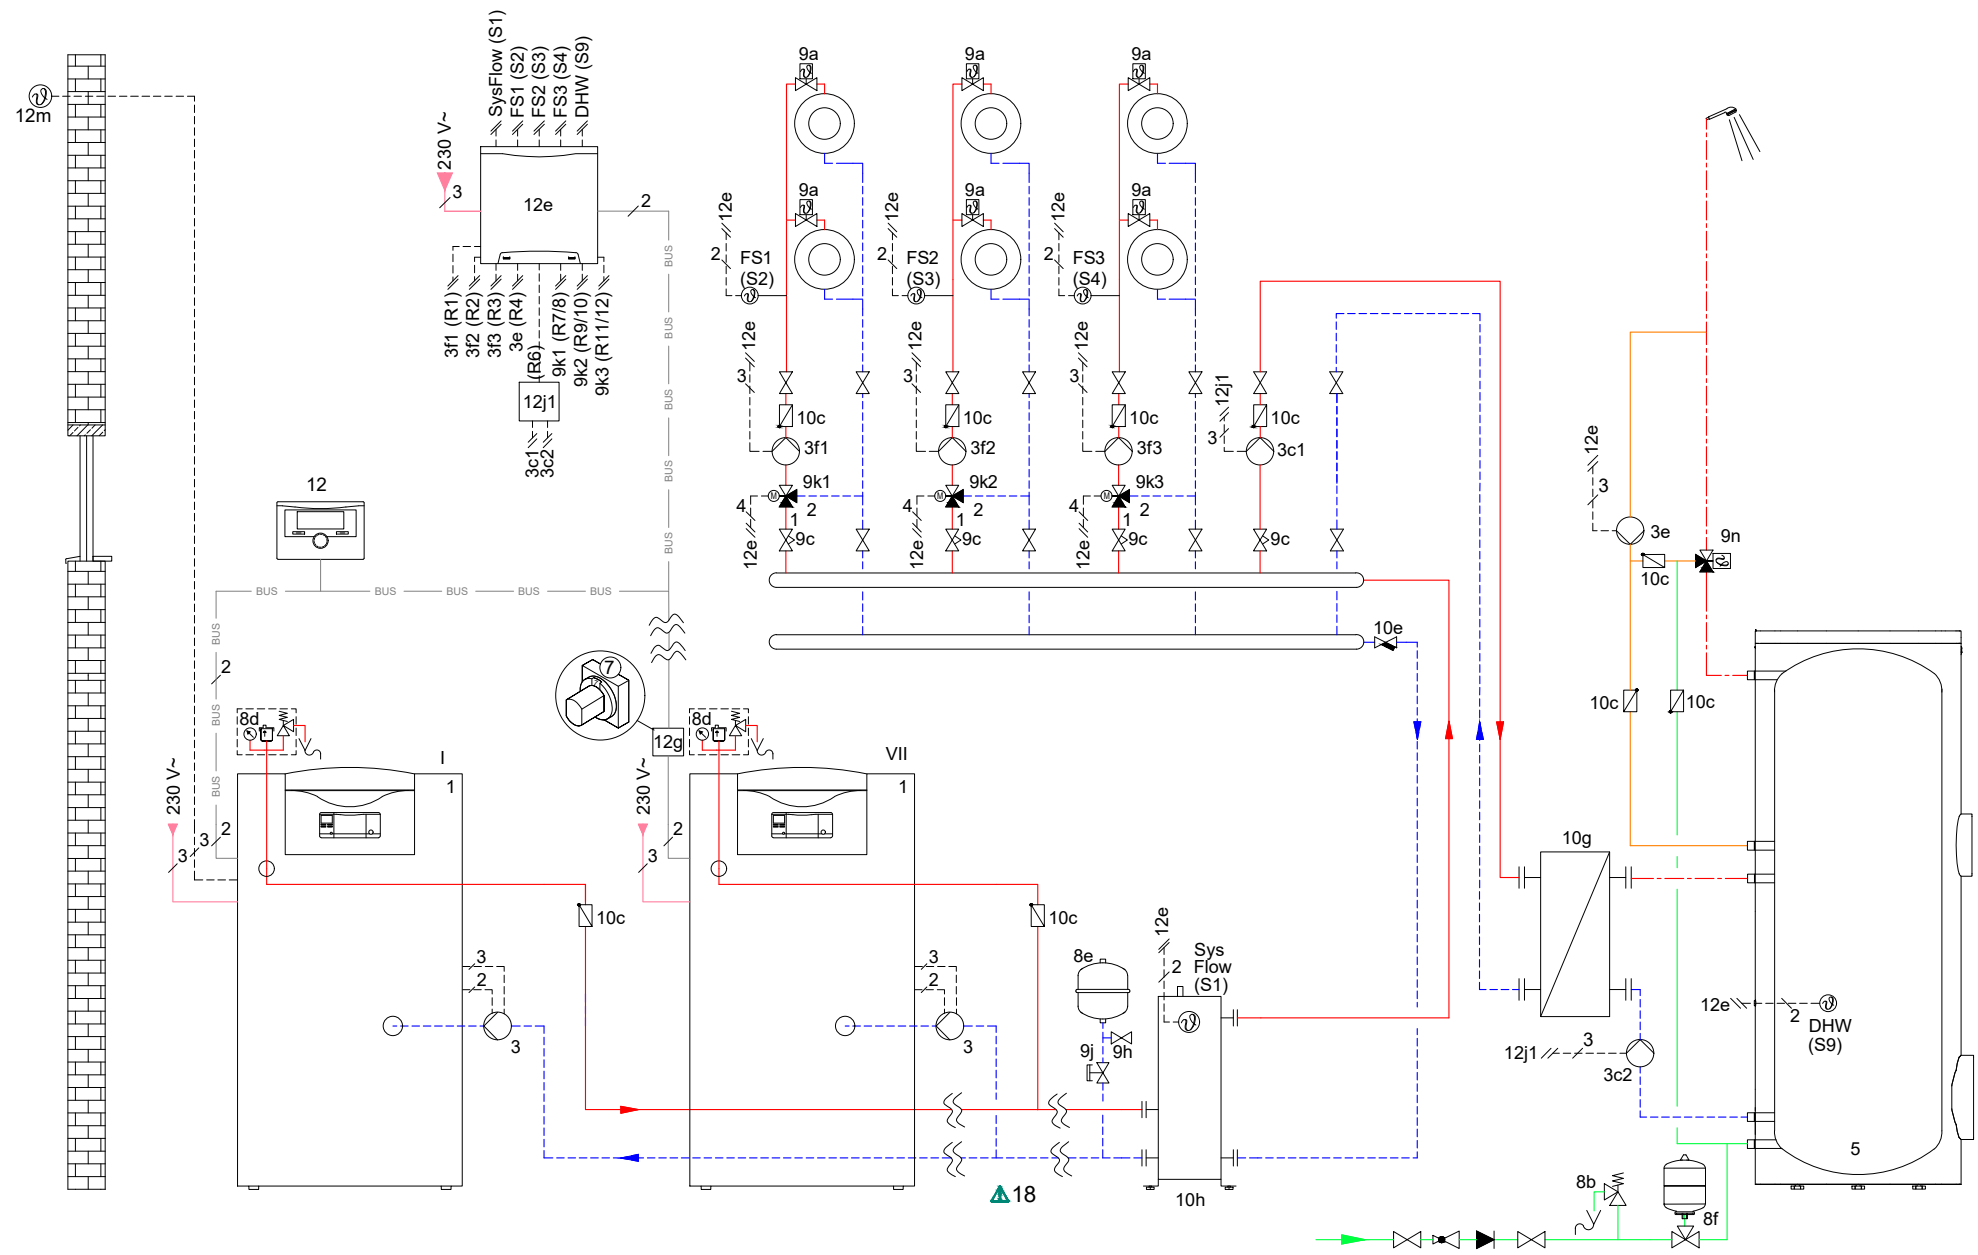 SysFlow (S1)
FS1 (S2)
FS2 (S3)
FS3 (S4)
DHW (S9)
9a
9a
9a
12m
230 V~
3
12e
2
BUS
12e
12e
12e
9a
9a
9a
2
FS1
(S2)
2
FS2
(S3)
2
FS3
(S4)
BUS
3f1 (R1)
3f2 (R2)
3f3 (R3)
3e (R4)
(R6)
9k1 (R7/8)
9k2 (R9/10)
9k3 (R11/12)
12e
12e
12e
BUS
3
3
3
12j1
12j1
10c
10c
10c
10c
3
3f1
3f2
3f3
3c1
3c1
3c2
BUS
12e
3
12
M
9k1
M
9k2
M
9k3
4
1
2
4
1
2
4
1
2
12e
9c
12e
9c
12e
9c
9c
BUS
3e
9n
10c
BUS
BUS
BUS
BUS
BUS
BUS
2
10e
7
10c
10c
8d
12g
8d
BUS
I
1
VII
1
230 V~
3
3
2
230 V~
3
2
10g
10c
10c
12e
2
Sys
Flow
(S1)
8e
3
2
3
2
12e
2
DHW
(S9)
3
3
9j
9h
12j1
3
3c2
5
18
10h
8b
8f